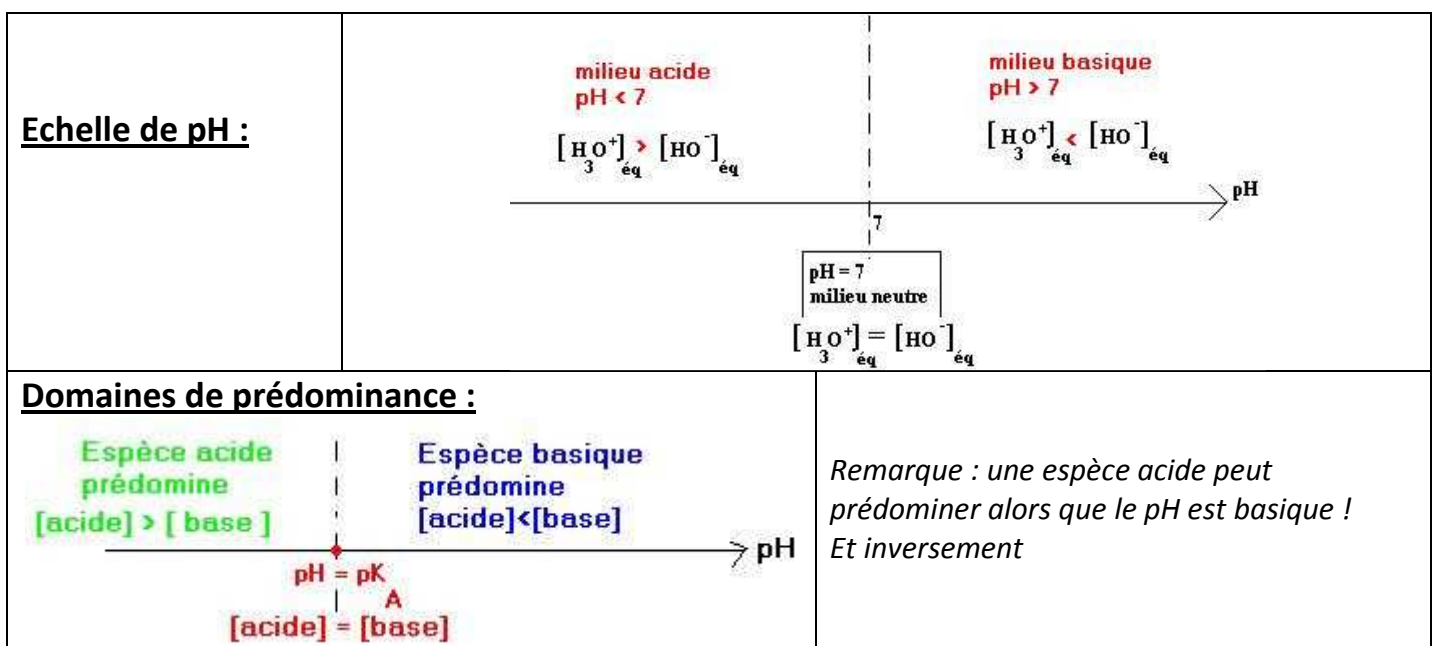 Echelle de pH :
milieu acide
pH < 7
[H3O+]éq > [HO-]éq
milieu basique
pH > 7
[H3O+]éq < [HO-]éq
pH
7
pH = 7
milieu neutre
[H3O+] = [HO-]éq
éq
Domaines de prédominance :
Espèce acide
prédomine
[acide] > [ base ]
Espèce basique
prédomine
[acide]<[base]
pH
pH = pKA
[acide] = [base]
Remarque : une espèce acide peut
prédominer alors que le pH est basique !
Et inversement